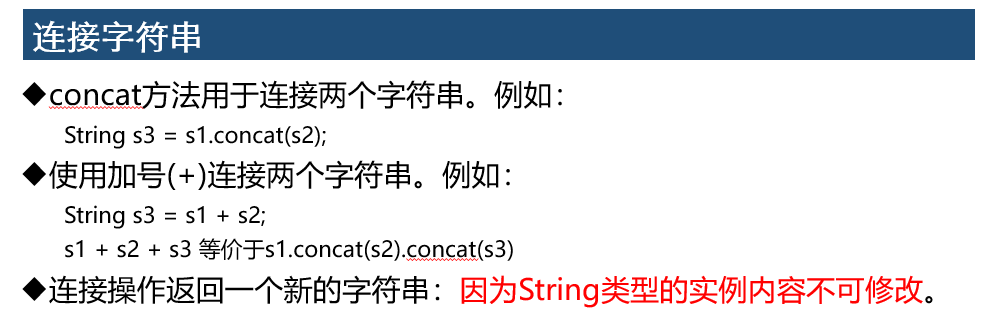 连接字符串
◆concat方法用于连接两个字符串。例如：
String s3 = s1.concat(s2);
◆使用加号(+)连接两个字符串。例如：
String s3 = s1 + s2;
s1 + s2 + s3 等价于s1.concat(s2).concat(s3)
◆连接操作返回一个新的字符串：因为String类型的实例内容不可修改。